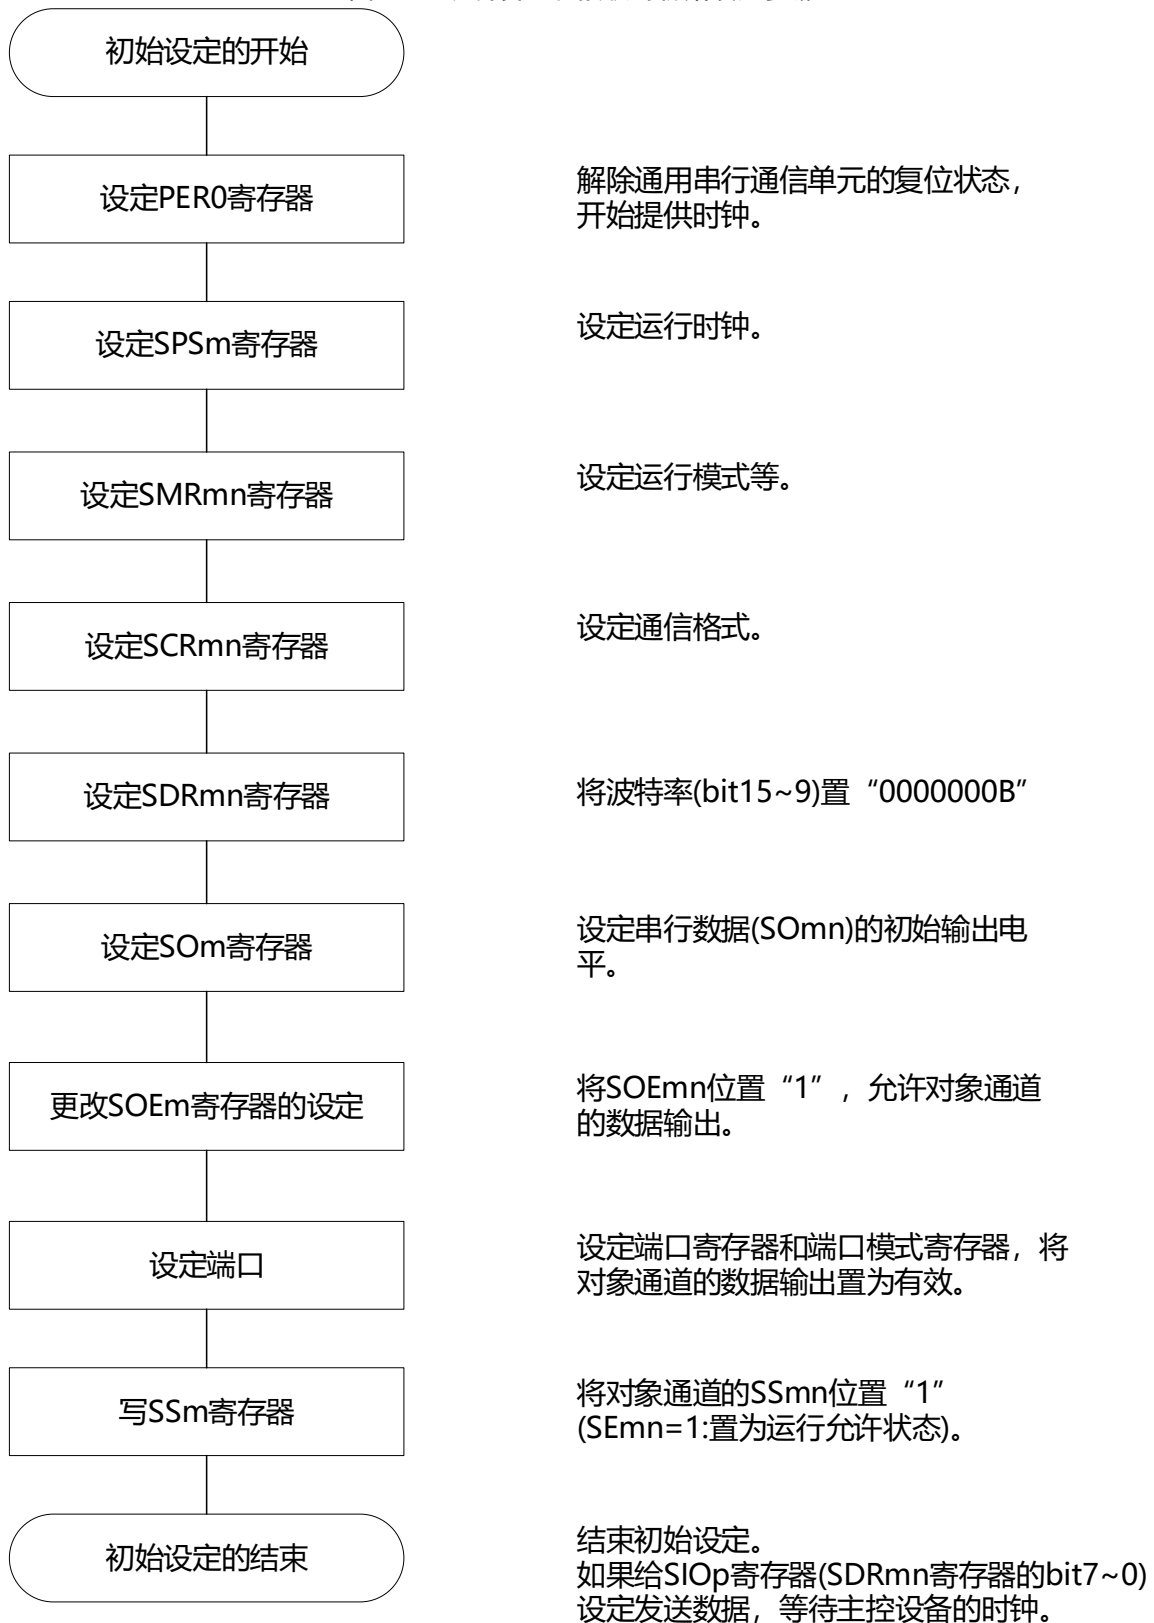 初始设定的开始
设定PER0寄存器
解除通用串行通信单元的复位状态，
开始提供时钟。
设定SPSm寄存器
设定运行时钟。
设定SMRmn寄存器
设定运行模式等。
设定SCRmn寄存器
设定通信格式。
设定SDRmn寄存器
将波特率(bit15~9)置“0000000B”
设定SOm寄存器
设定串行数据(SOmn)的初始输出电
平。
更改SOEm寄存器的设定
将SOEmn位置“1”，允许对象通道
的数据输出。
设定端口
设定端口寄存器和端口模式寄存器，将
对象通道的数据输出置为有效。
写SSm寄存器
将对象通道的SSmn位置“1”
(SEmn=1:置为运行允许状态)。
初始设定的结束
结束初始设定。
如果给SIOp寄存器(SDRmn寄存器的bit7~0)
设定发送数据，等待主控设备的时钟。